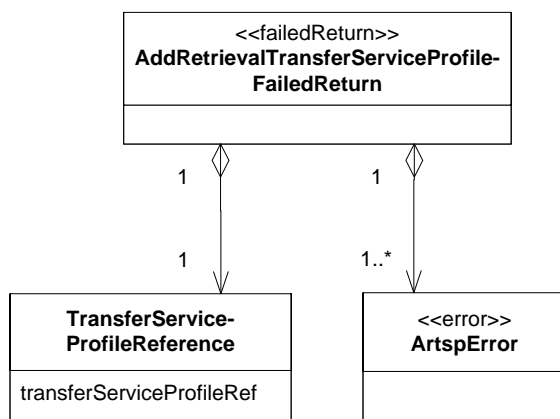 <<failedReturn>>
AddRetrievalTransferServiceProfile-
FailedReturn
1
1
1
1..*
TransferService-
ProfileReference
transferServiceProfileRef
<<error>>
ArtspError